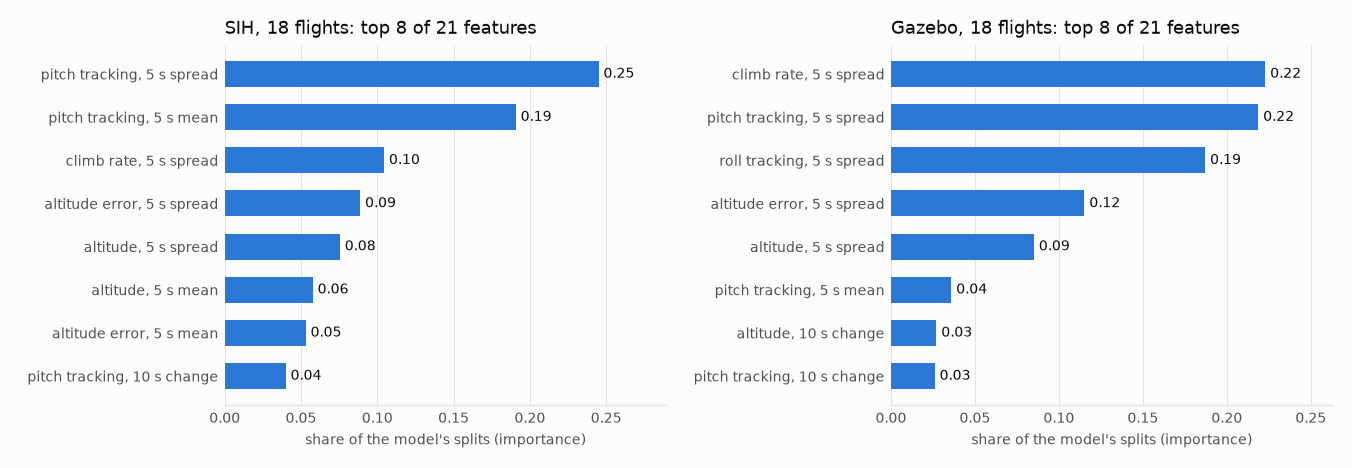 SIH, 18 flights: top 8 of 21 features
pitch tracking, 5 s spread 0.25
pitch tracking, 5 s mean 0.19
climb rate, 5 s spread 0.10
altitude error, 5 s spread 0.09
altitude, 5 s spread 0.08
altitude, 5 s mean 0.06
altitude error, 5 s mean 0.05
pitch tracking, 10 s change 0.04
0.00 0.05 0.10 0.15 0.20 0.25
share of the model's splits (importance)
Gazebo, 18 flights: top 8 of 21 features
climb rate, 5 s spread 0.22
pitch tracking, 5 s spread 0.22
roll tracking, 5 s spread 0.19
altitude error, 5 s spread 0.12
altitude, 5 s spread 0.09
pitch tracking, 5 s mean 0.04
altitude, 10 s change 0.03
pitch tracking, 10 s change 0.03
0.00 0.05 0.10 0.15 0.20 0.25
share of the model's splits (importance)